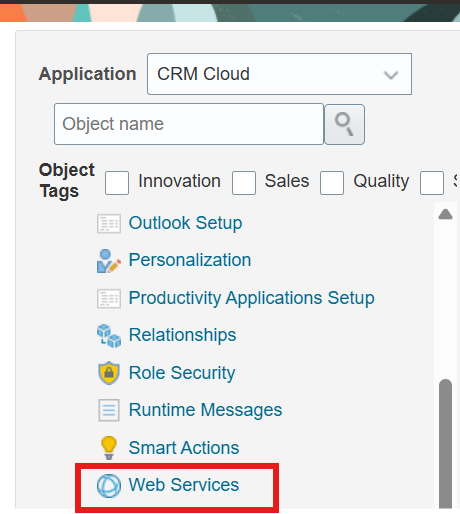 Application CRM Cloud
Object name
Object Tags Innovation Sales Quality
Outlook Setup
Personalization
Productivity Applications Setup
Relationships
Role Security
Runtime Messages
Smart Actions
Web Services